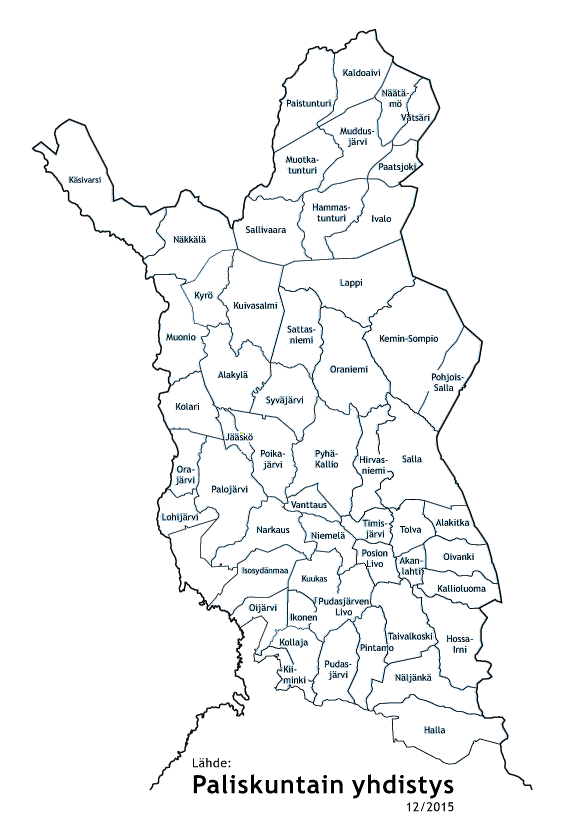 Kaldoaivi
Paistunturi
Näätä-
mö
Vätsäri
Muddus-
järvi
Muotka-
tunturi
Paatsjoki
Käsivarsi
Hammas-
tunturi
Ivalo
Sallivaara
Näkkälä
Lappi
Kyrö
Kuivasalmi
Sattas-
niemi
Kemin-Sompio
Muonio
Oraniemi
Alakylä
Pohjois-
Salla
Syväjärvi
Kolari
Jääskö
Poika-
järvi
Pyhä-
Kallio
Hirvas-
niemi
Salla
Ora-
järvi
Palojärvi
Vanttaus
Lohijärvi
Narkaus
Niemelä
Timis-
järvi
Tolva
Alakitka
Posion
Livo
Akan-
lahti
Oivanki
Isosydänmaa
Kuukas
Kallioluoma
Oijärvi
Ikonen
Pudasjärven
Livo
Kollaja
Pintamo
Taivalkoski
Hossa-
Irni
Kii-
minki
Pudas-
järvi
Näljänkä
Halla
Lähde:
Paliskuntain yhdistys
12/2015